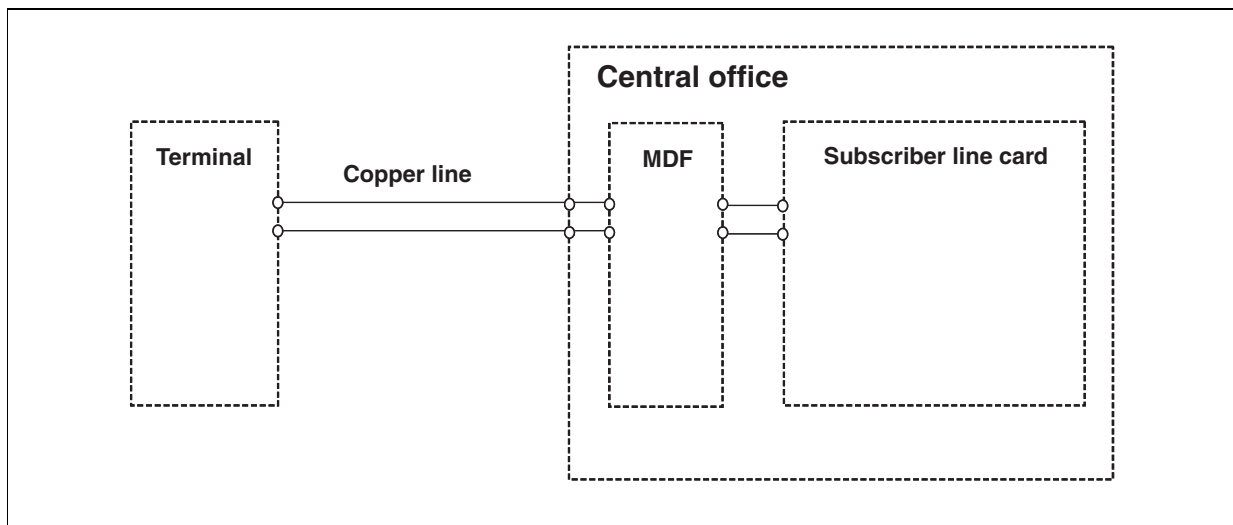 Central office
Terminal
Copper line
MDF
Subscriber line card